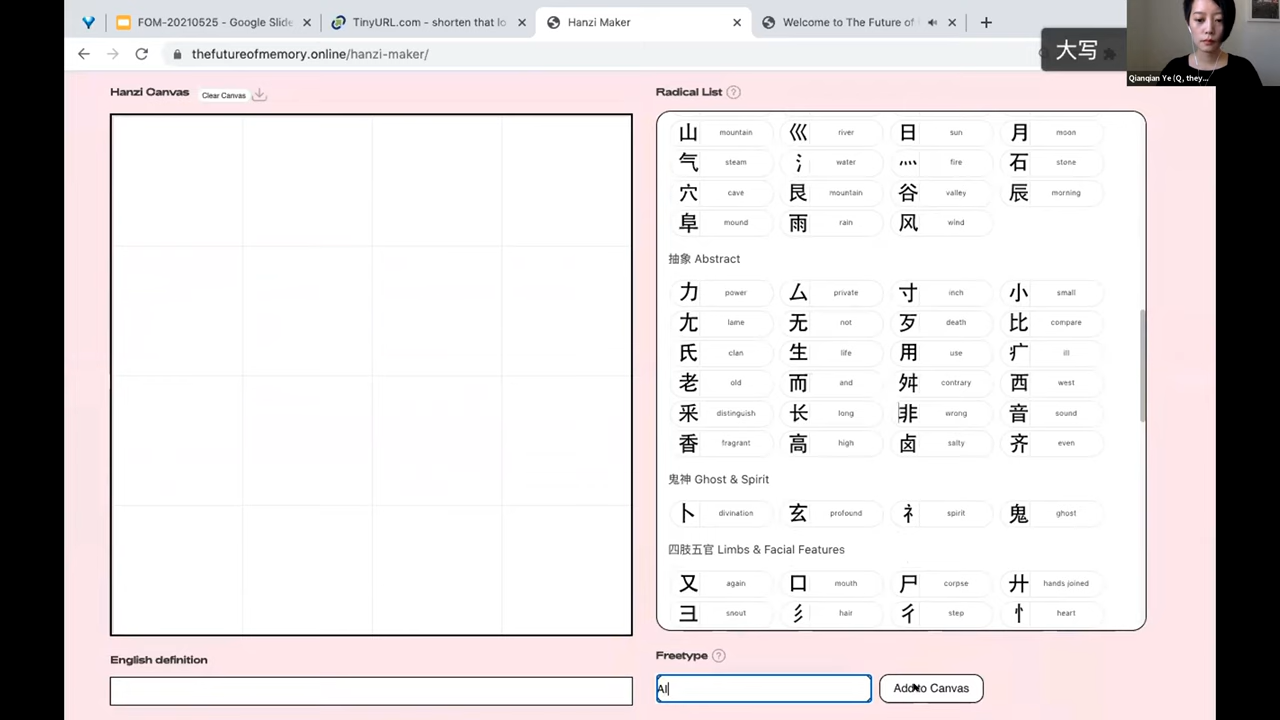 FOM-20210525 - Google Slide
TinyURL.com - shorten that lo
Hanzi Maker
Welcome to The Future of
thefutureofmemory.online/hanzi-maker/
大写
Qianqian Ye (Q, they...
Hanzi Canvas
Clear Canvas
Radical List ?
山 mountain 巛 river 日 sun 月 moon
气 steam 氵 water 灬 fire 石 stone
穴 cave 艮 mountain 谷 valley 辰 morning
阜 mound 雨 rain 风 wind
抽象 Abstract
力 power 厶 private 寸 inch 小 small
尢 lame 无 not 歹 death 比 compare
氏 clan 生 life 用 use 疒 ill
老 old 而 and 舛 contrary 西 west
釆 distinguish 长 long 非 wrong 音 sound
香 fragrant 高 high 卤 salty 齐 even
鬼神 Ghost & Spirit
卜 divination 玄 profound 礻 spirit 鬼 ghost
四肢五官 Limbs & Facial Features
又 again 口 mouth 尸 corpse 廾 hands joined
彐 snout 彡 hair 彳 step 忄 heart
English definition
Freetype ?
AI
Add to Canvas